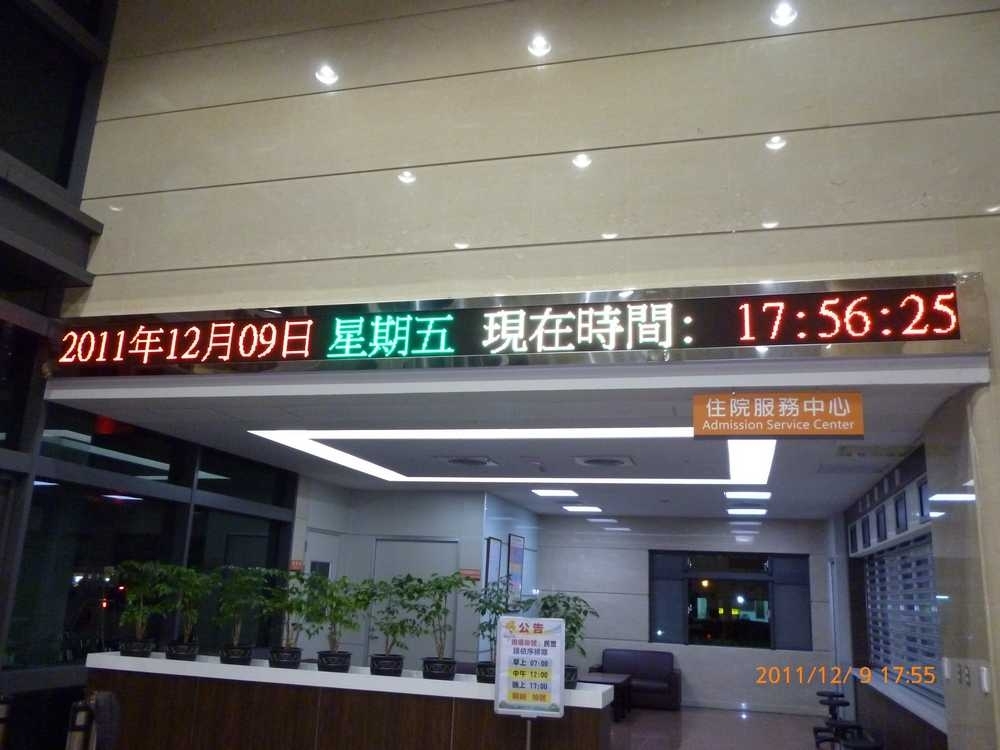 2011年12月09日 星期五 現在時間： 17:56:25
住院服務中心
Admission Service Center
公告
早上 07:00
中午 12:00
晚上 17:00
2011/12/ 9 17:55